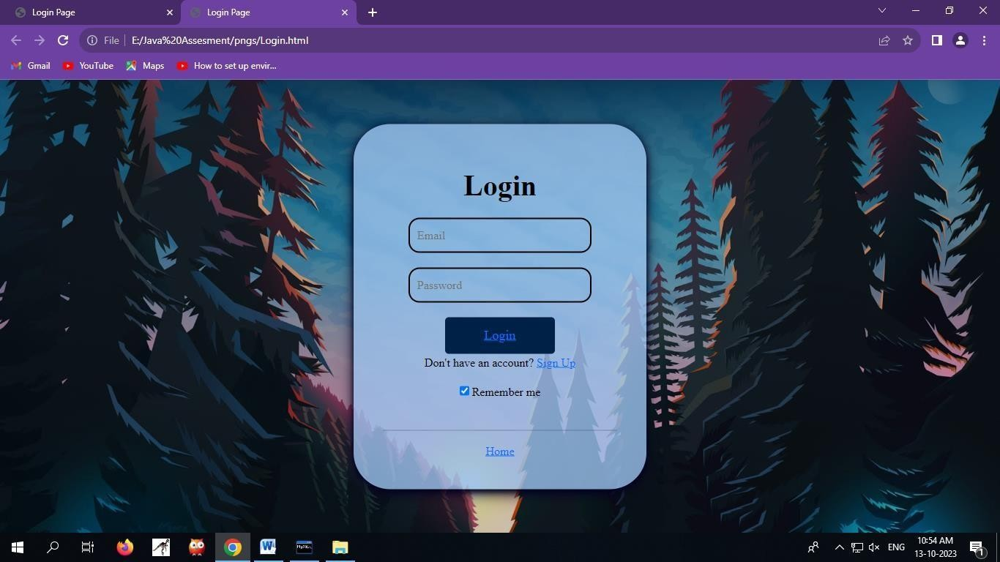 Login Page
Login Page
File E:/Java%20Assesment/pngs/Login.html
Gmail YouTube Maps How to set up envir...
Login
Email
Password
Login
Don't have an account? Sign Up
Remember me
Home
MySQL
ENG
10:54 AM
13-10-2023
1